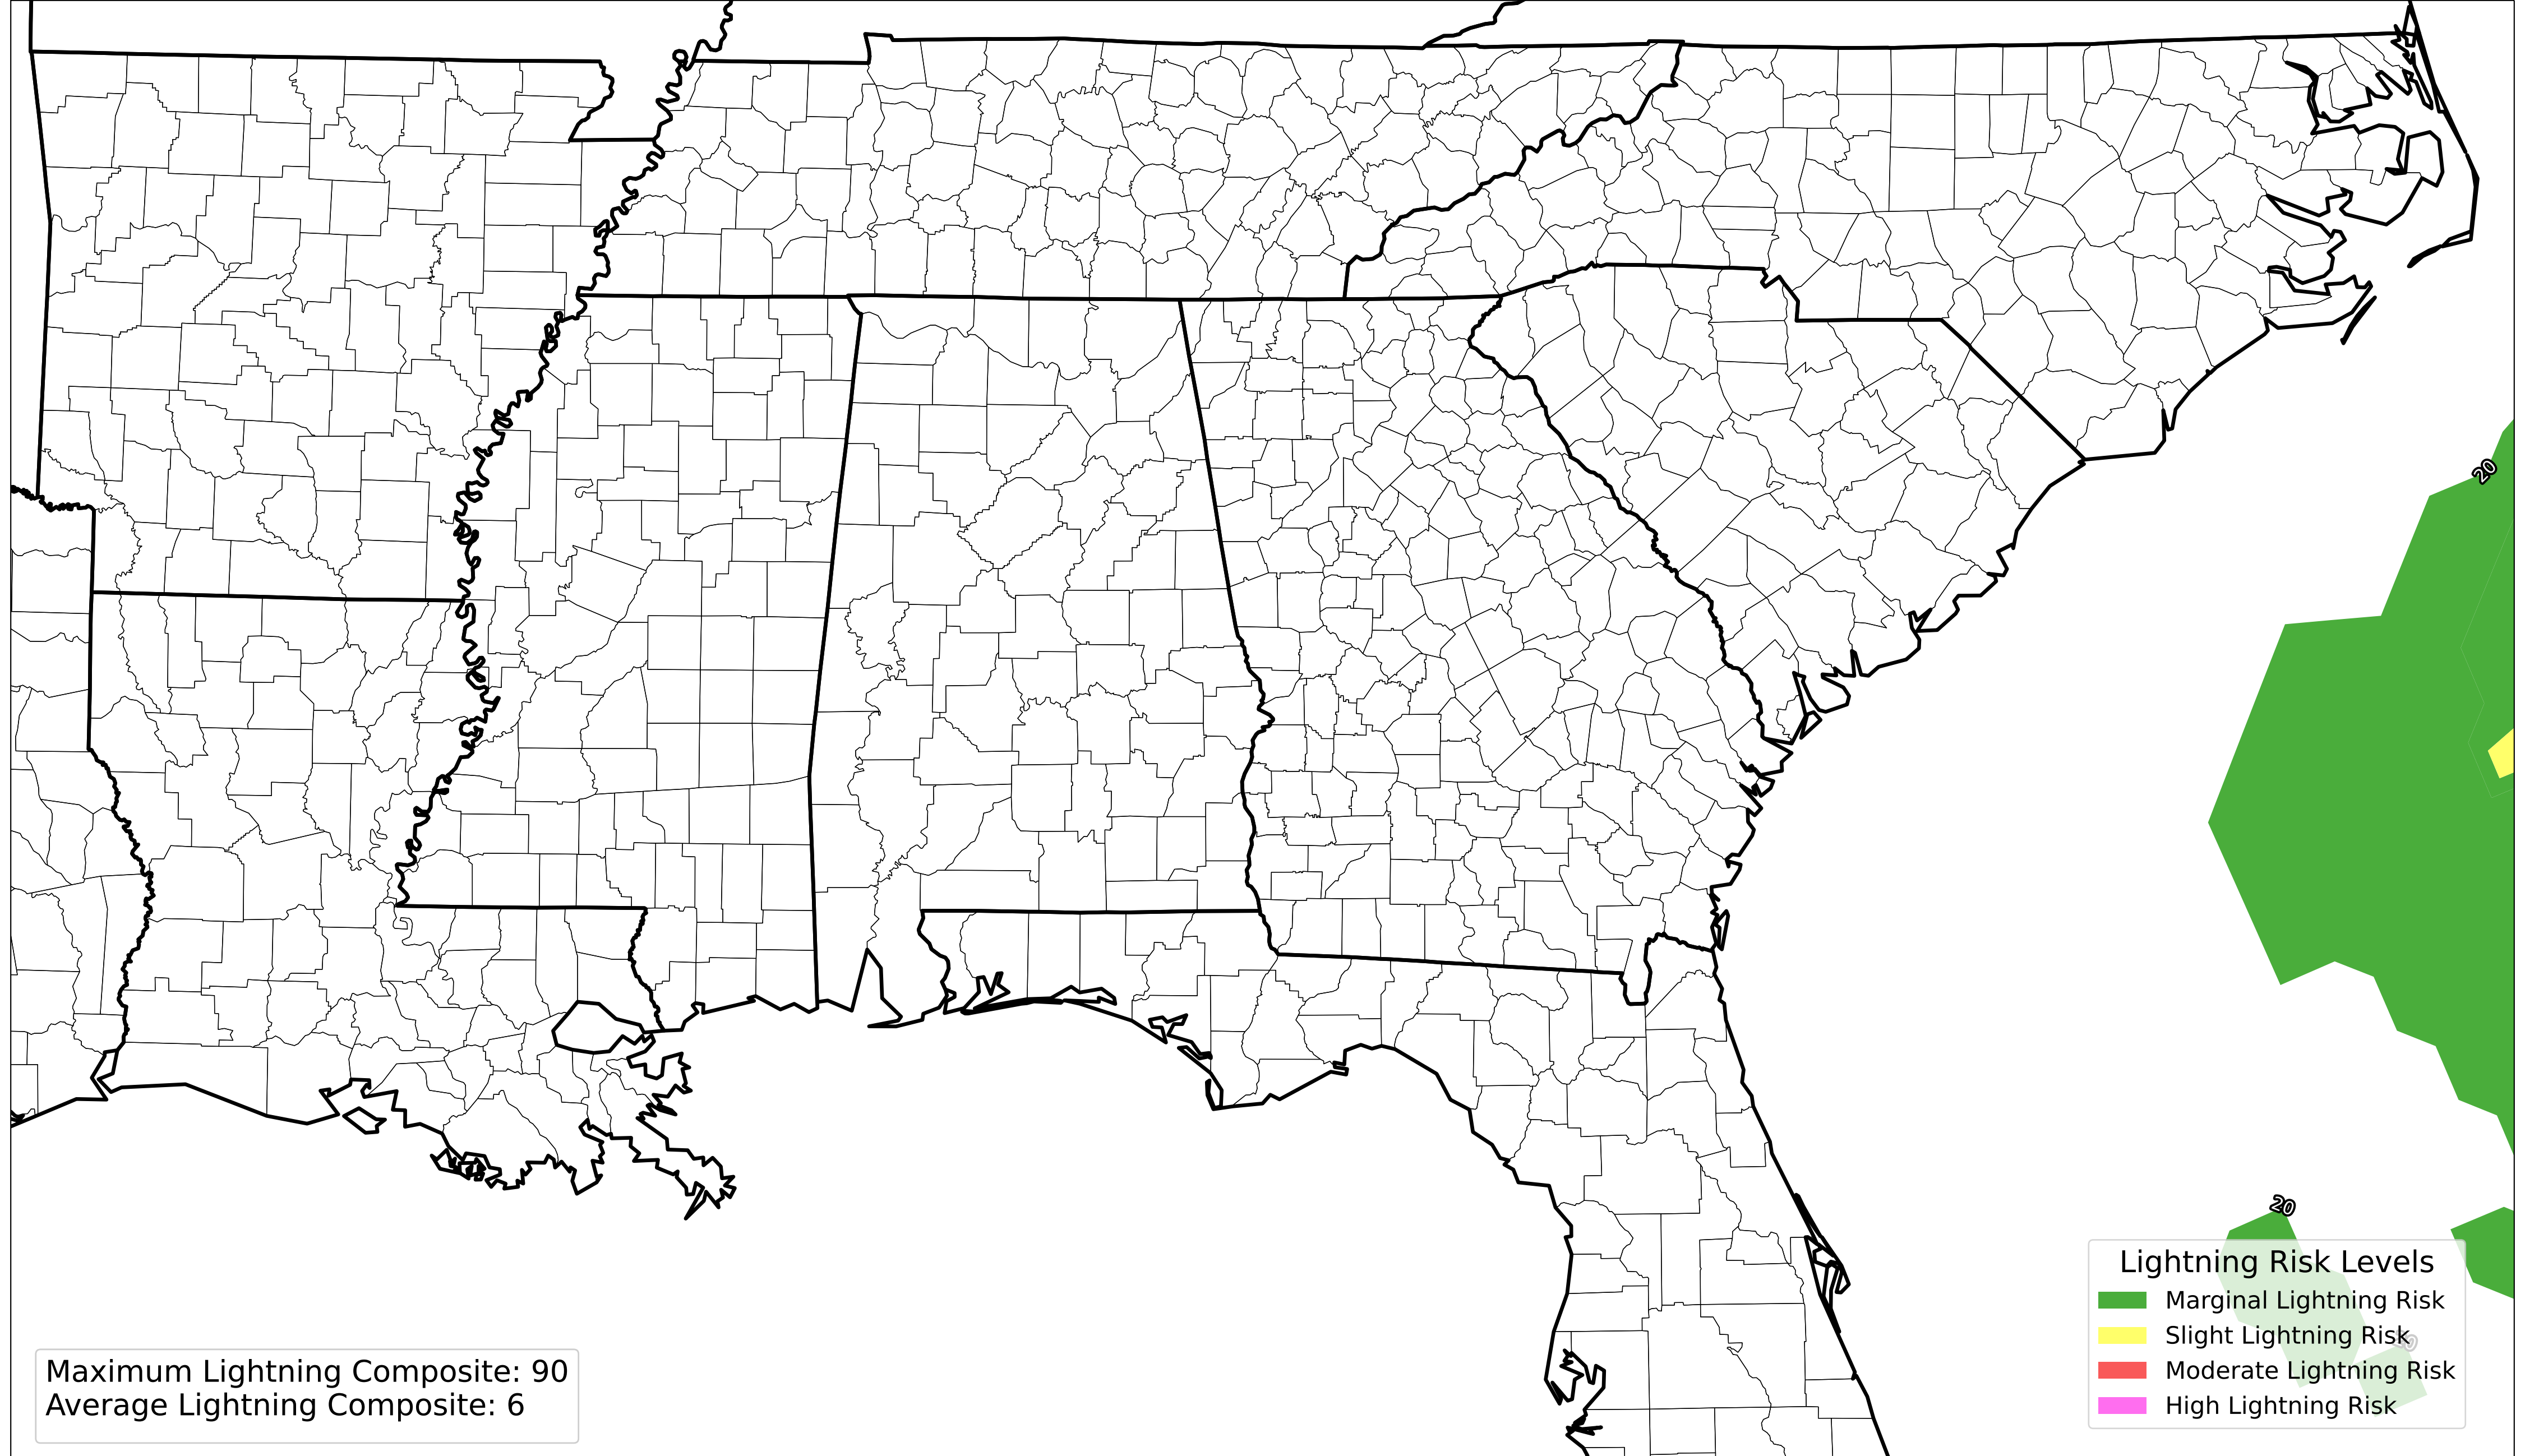 20
20
Lightning Risk Levels
Marginal Lightning Risk
Slight Lightning Risk
Moderate Lightning Risk
High Lightning Risk
Maximum Lightning Composite: 90
Average Lightning Composite: 6